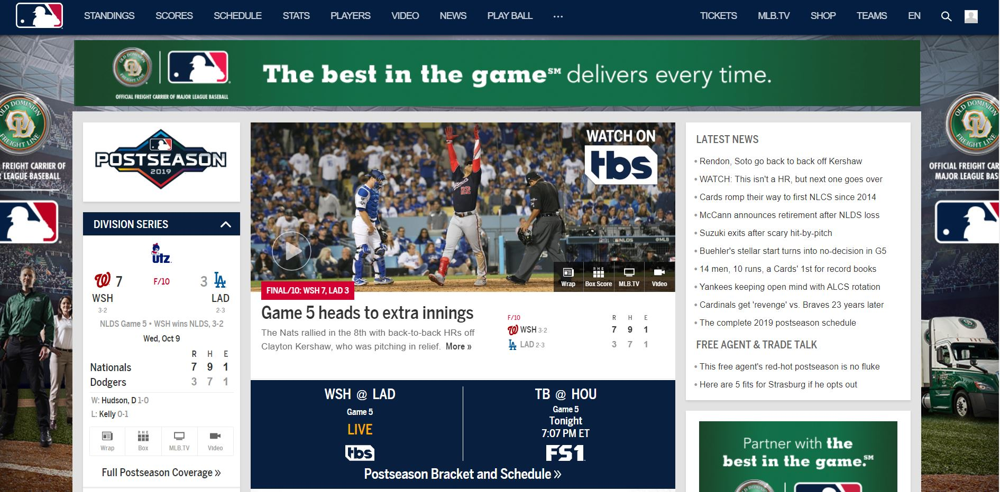 STANDINGS SCORES SCHEDULE STATS PLAYERS VIDEO NEWS PLAY BALL ... TICKETS MLB.TV SHOP TEAMS EN
OLD DOMINION FREIGHT LINE
OFFICIAL FREIGHT CARRIER OF MAJOR LEAGUE BASEBALL
The best in the game℠ delivers every time.
OLD DOMINION
FREIGHT LINE
FREIGHT CARRIER OF
R LEAGUE BASEBALL
POSTSEASON
2019
DIVISION SERIES
utz
W 7 F/10 3 LA
WSH LAD
3-2 2-3
NLDS Game 5 • WSH wins NLDS, 3-2
Wed, Oct 9
R H E
Nationals 7 9 1
Dodgers 3 7 1
W: Hudson, D 1-0
L: Kelly 0-1
Wrap Box MLB.TV Video
Full Postseason Coverage »
WATCH ON
tbs
22
NLDS @MLB
Wrap Box Score MLB.TV Video
FINAL/10: WSH 7, LAD 3
Game 5 heads to extra innings
The Nats rallied in the 8th with back-to-back HRs off
Clayton Kershaw, who was pitching in relief. More »
F/10 R H E
W WSH 3-2 7 9 1
LA LAD 2-3 3 7 1
WSH @ LAD
Game 5
LIVE
tbs
TB @ HOU
Game 5
Tonight
7:07 PM ET
FS1
Postseason Bracket and Schedule »
LATEST NEWS
• Rendon, Soto go back to back off Kershaw
• WATCH: This isn't a HR, but next one goes over
• Cards romp their way to first NLCS since 2014
• McCann announces retirement after NLDS loss
• Suzuki exits after scary hit-by-pitch
• Buehler's stellar start turns into no-decision in G5
• 14 men, 10 runs, a Cards' 1st for record books
• Yankees keeping open mind with ALCS rotation
• Cardinals get 'revenge' vs. Braves 23 years later
• The complete 2019 postseason schedule
FREE AGENT & TRADE TALK
• This free agent's red-hot postseason is no fluke
• Here are 5 fits for Strasburg if he opts out
Partner with the
best in the game.℠
OLD DOMINION
FREIGHT LINE
OFFICIAL FREIGHT CAR
MAJOR LEAGUE BAS